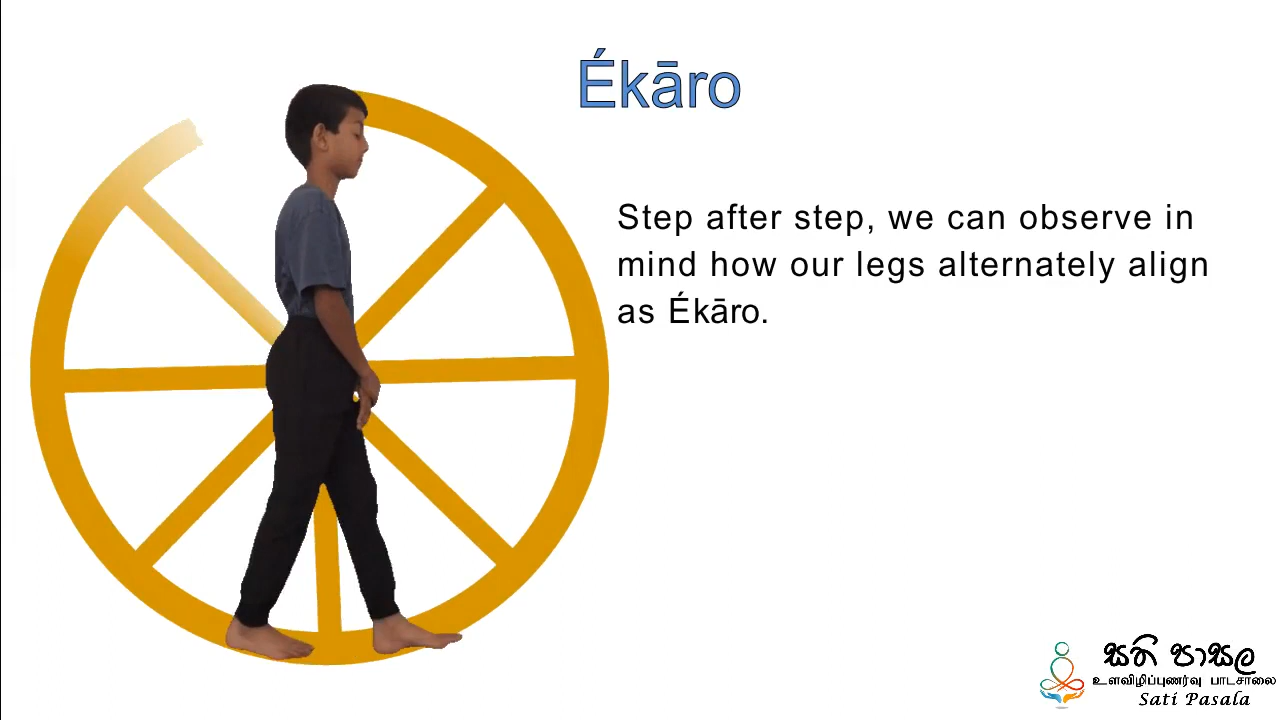 Ékāro
Step after step, we can observe in
mind how our legs alternately align
as Ékāro.
සති පාසල
உளவிழிப்புணர்வு பாடசாலை
Sati Pasala